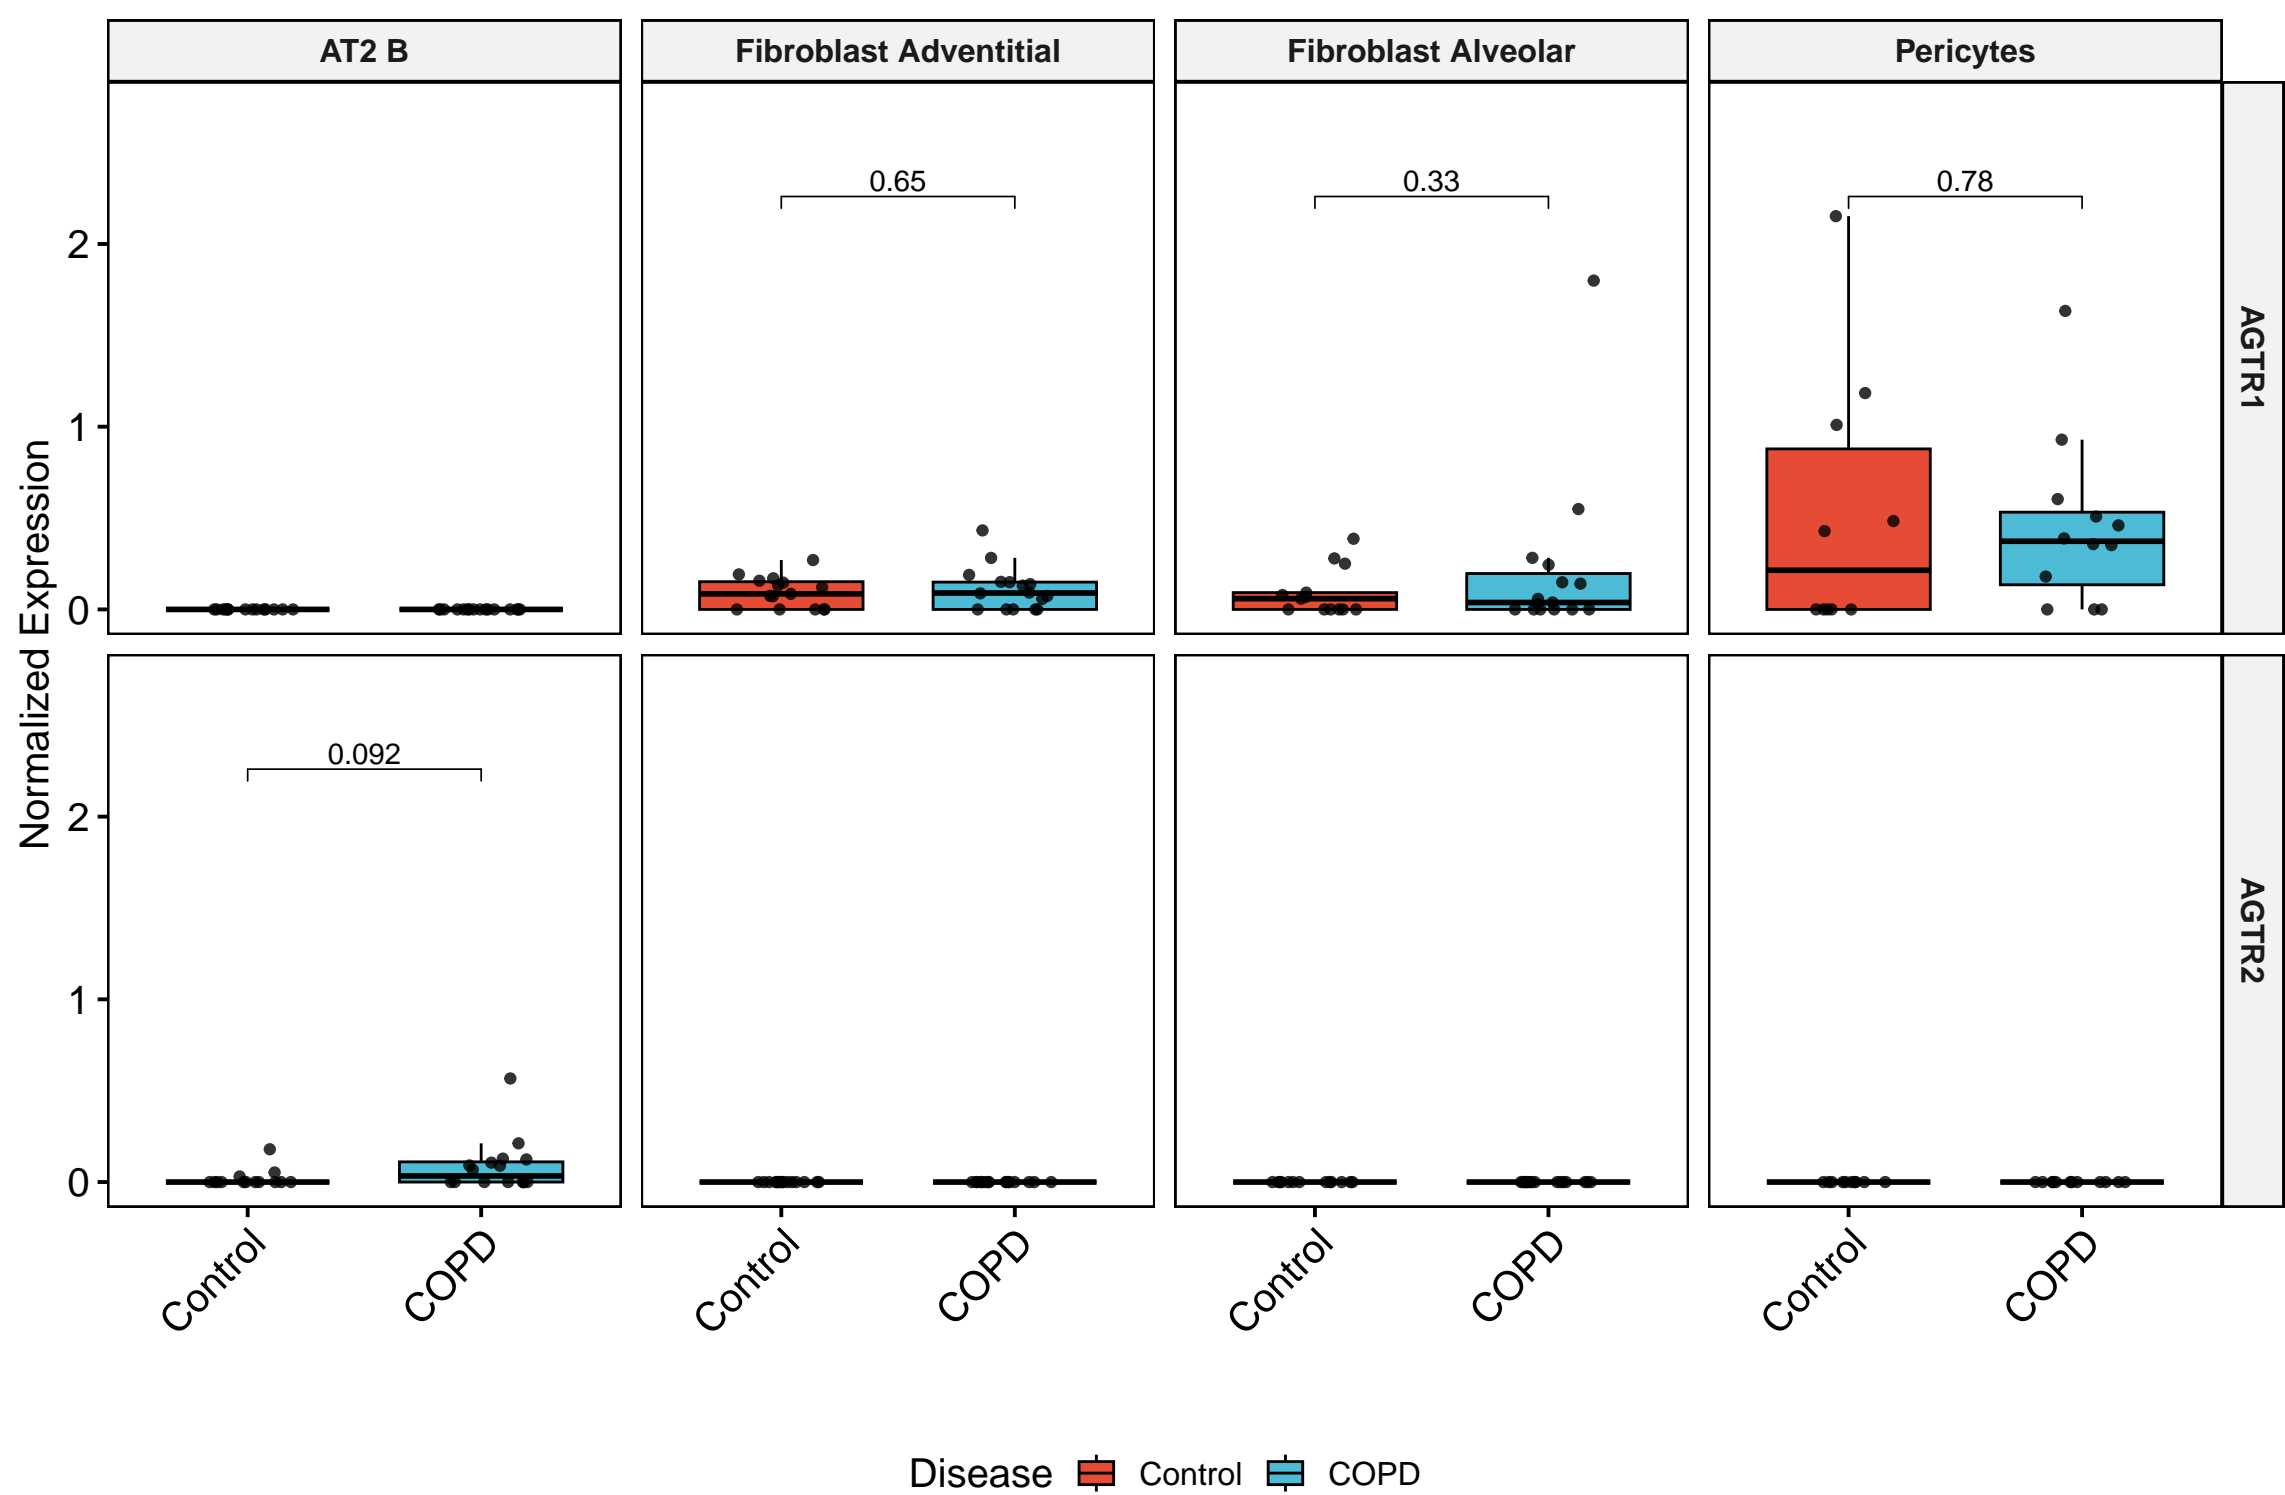 AT2 B
Fibroblast Adventitial
Fibroblast Alveolar
Pericytes
0.65
0.33
0.78
2
1
0
AGTR1
Normalized Expression
0.092
2
1
0
AGTR2
Control
COPD
Control
COPD
Control
COPD
Control
COPD
Disease Control COPD